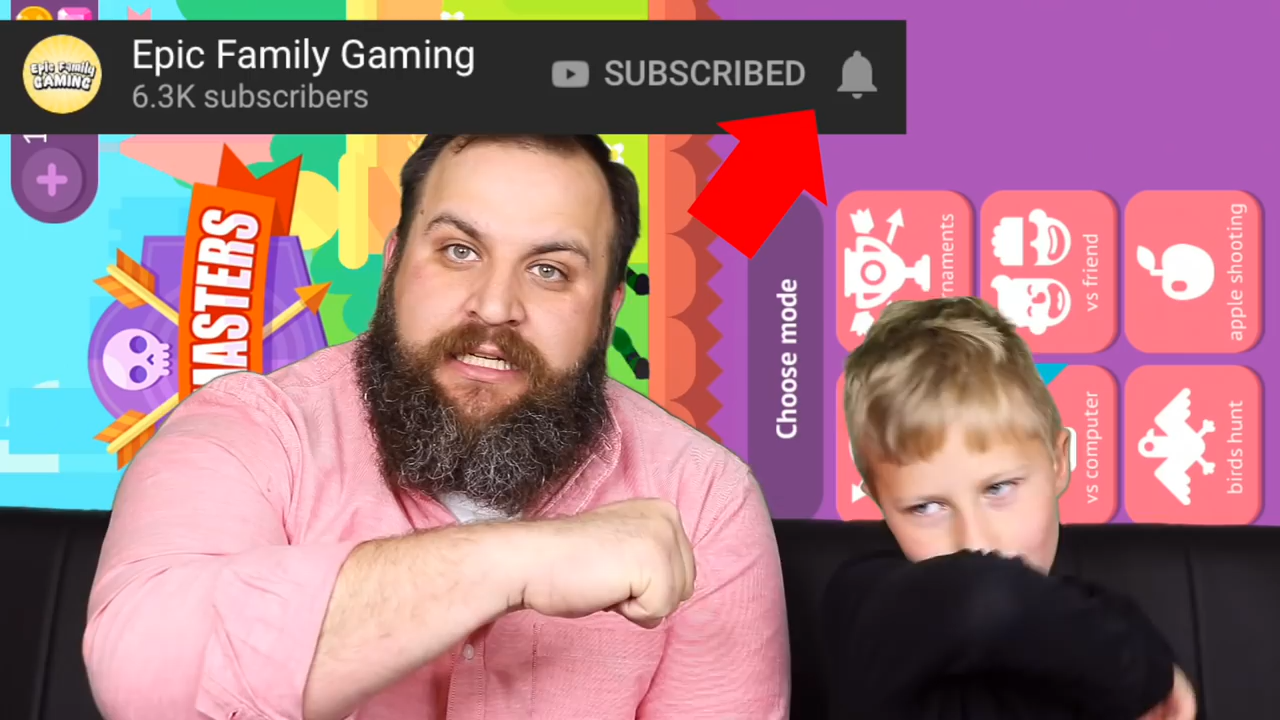 Epic Family Gaming
6.3K subscribers
Epic Family
GAMING
SUBSCRIBED
MASTERS
Choose mode
vs friend
apple shooting
vs computer
birds hunt